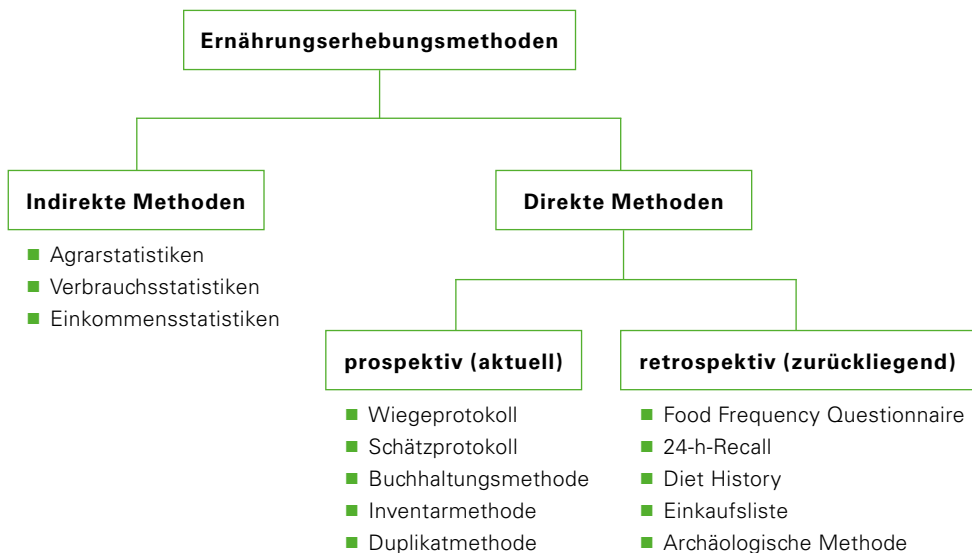 Ernährungserhebungsmethoden
Indirekte Methoden
Agrarstatistiken
Verbrauchsstatistiken
Einkommensstatistiken
Direkte Methoden
prospektiv (aktuell)
Wiegeprotokoll
Schätzprotokoll
Buchhaltungsmethode
Inventarmethode
Duplikatmethode
retrospektiv (zurückliegend)
Food Frequency Questionnaire
24-h-Recall
Diet History
Einkaufsliste
Archäologische Methode